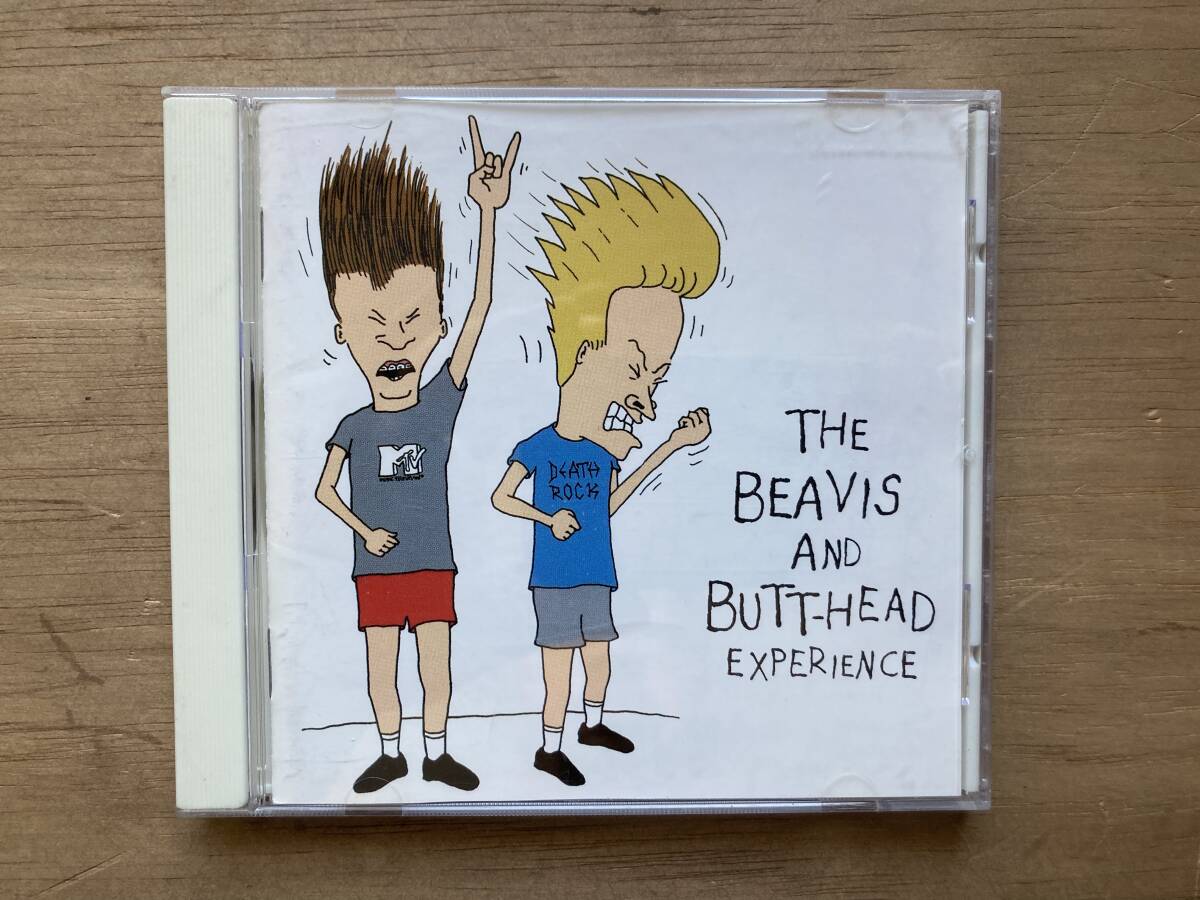 MTV
DEATH
ROCK
THE
BEAVIS
AND
BUTT-HEAD
EXPERIENCE